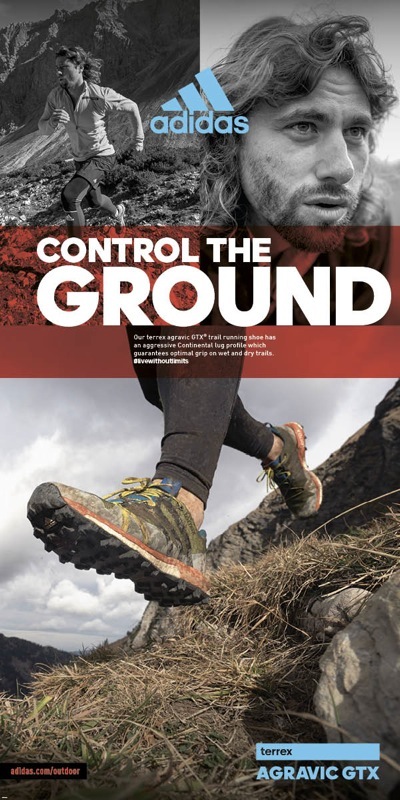 adidas
CONTROL THE
GROUND
Our terrex agravic GTX® trail running shoe has
an aggressive Continental lug profile which
guarantees optimal grip on wet and dry trails.
#livewithoutlimits
terrex
adidas.com/outdoor
AGRAVIC GTX